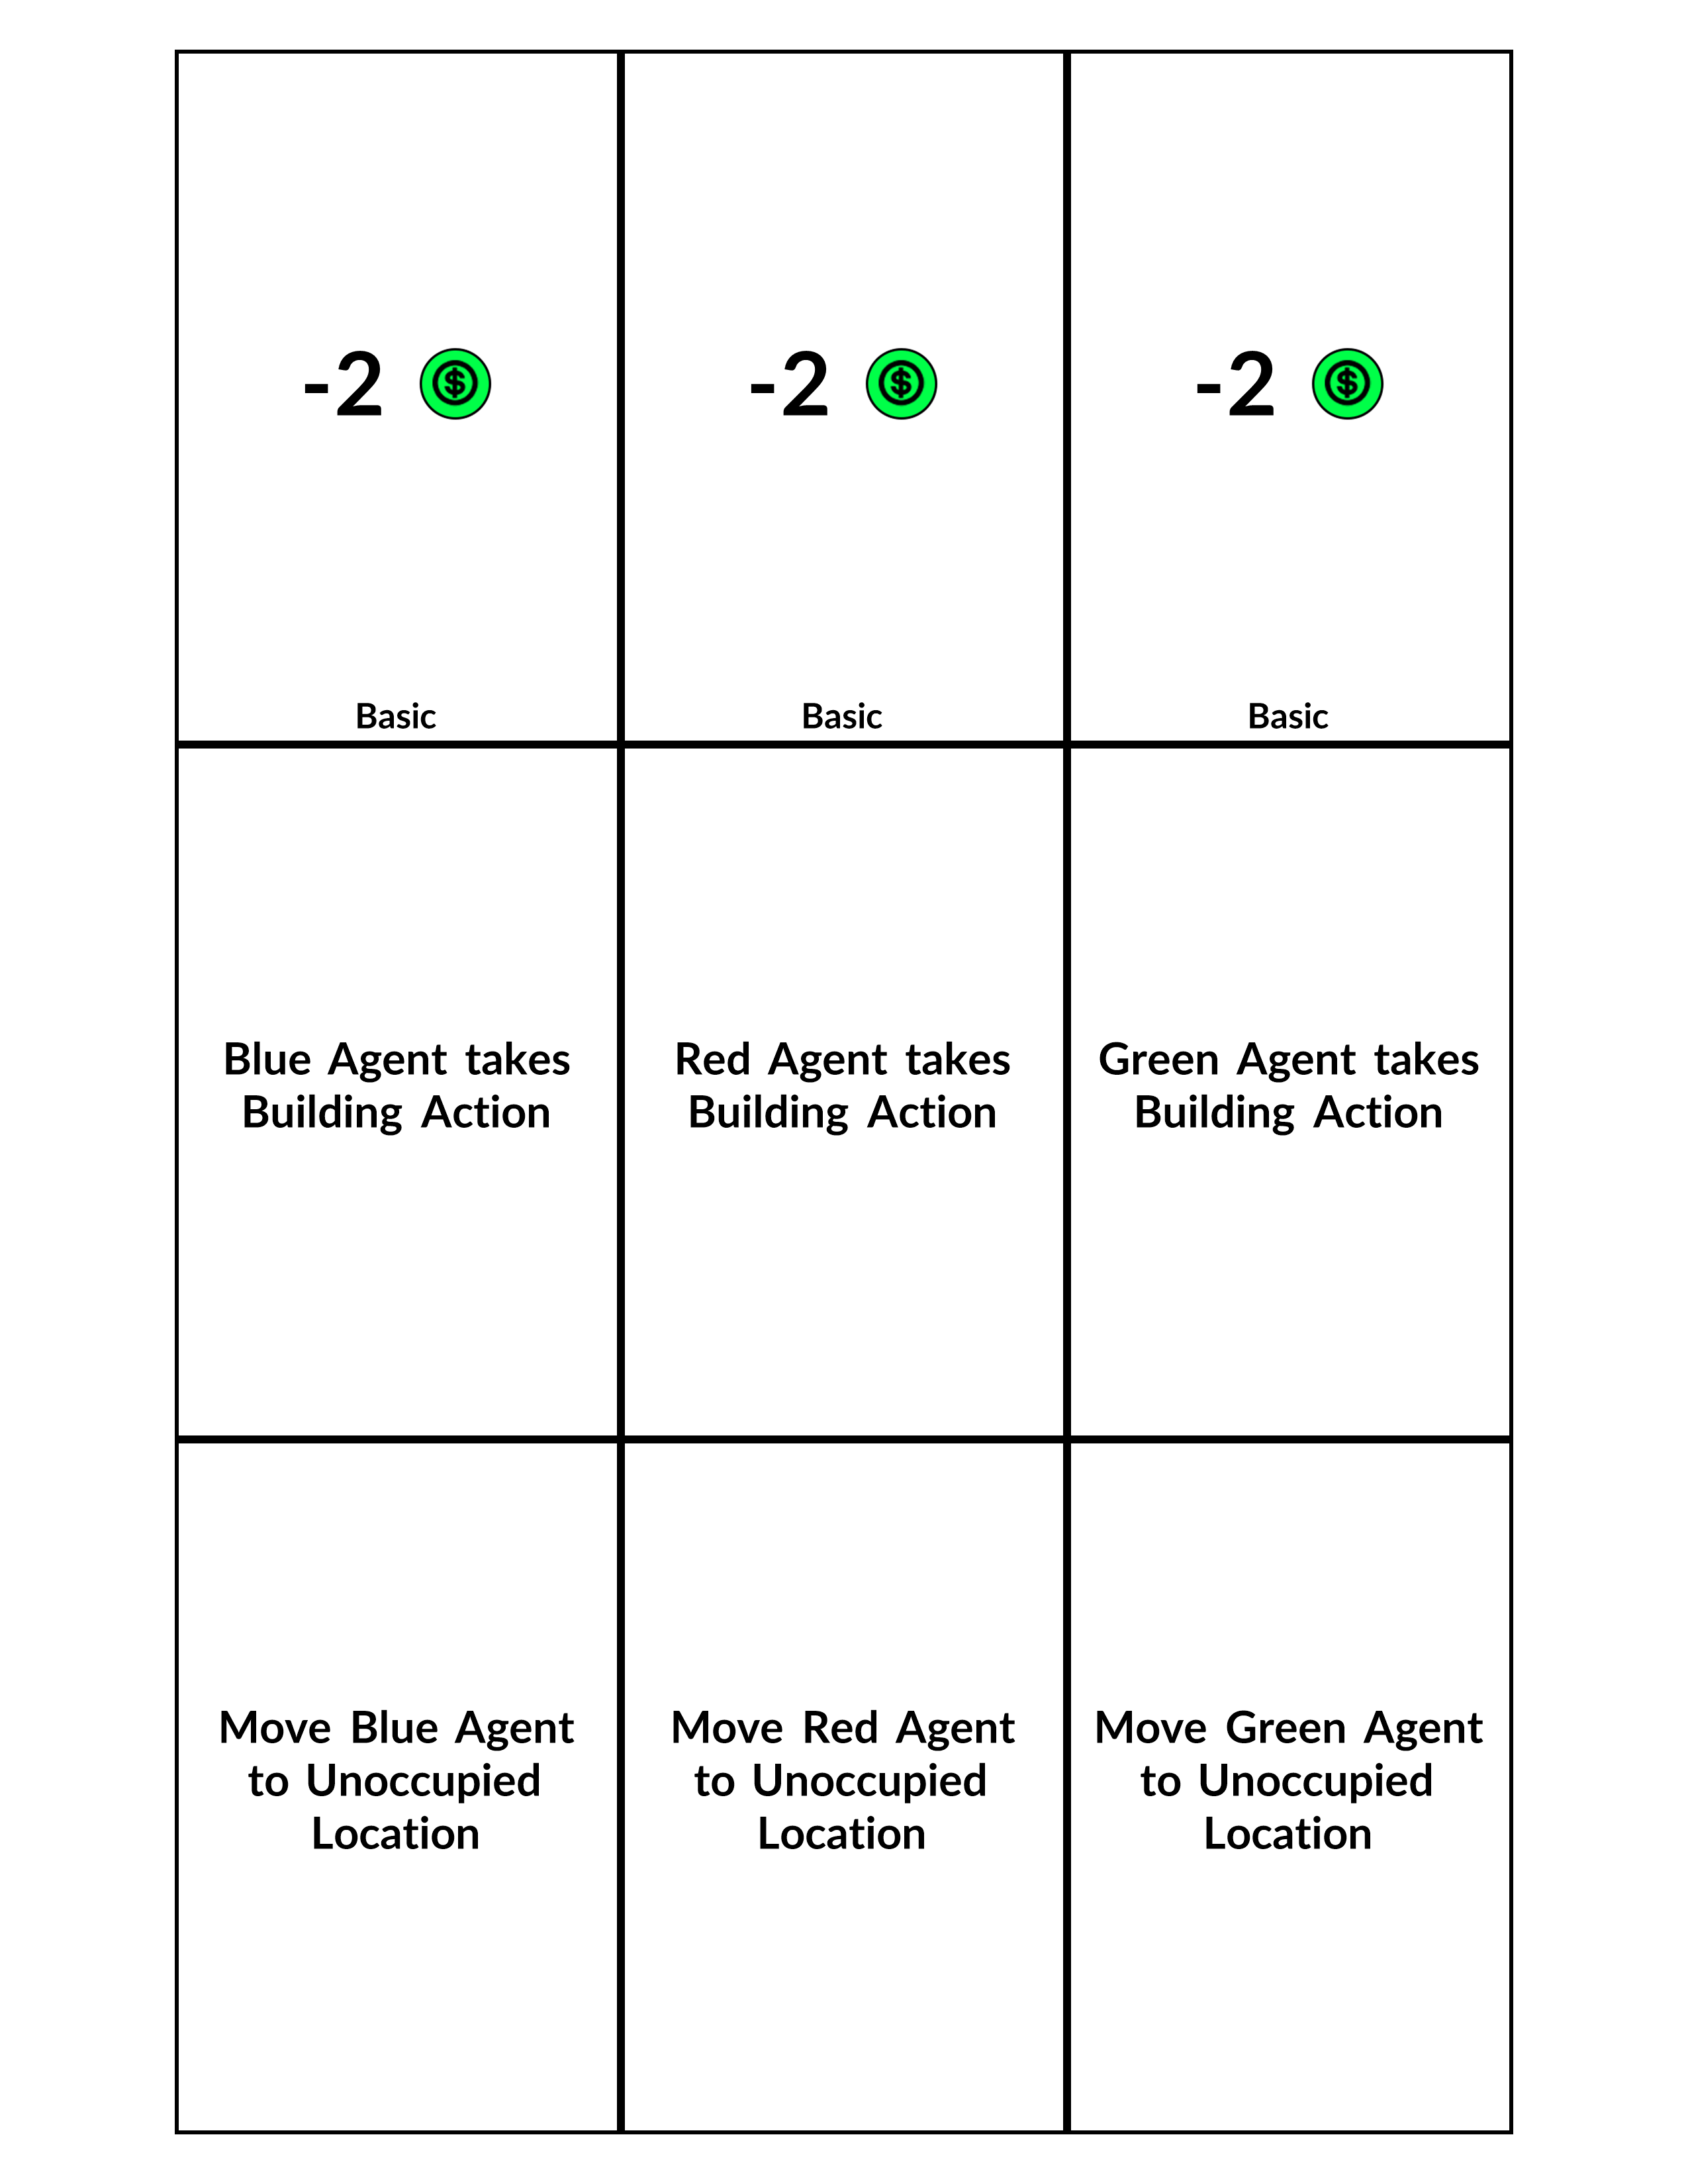 -2 $
-2 $
-2 $
Basic
Basic
Basic
Blue Agent takes
Building Action
Red Agent takes
Building Action
Green Agent takes
Building Action
Move Blue Agent
to Unoccupied
Location
Move Red Agent
to Unoccupied
Location
Move Green Agent
to Unoccupied
Location